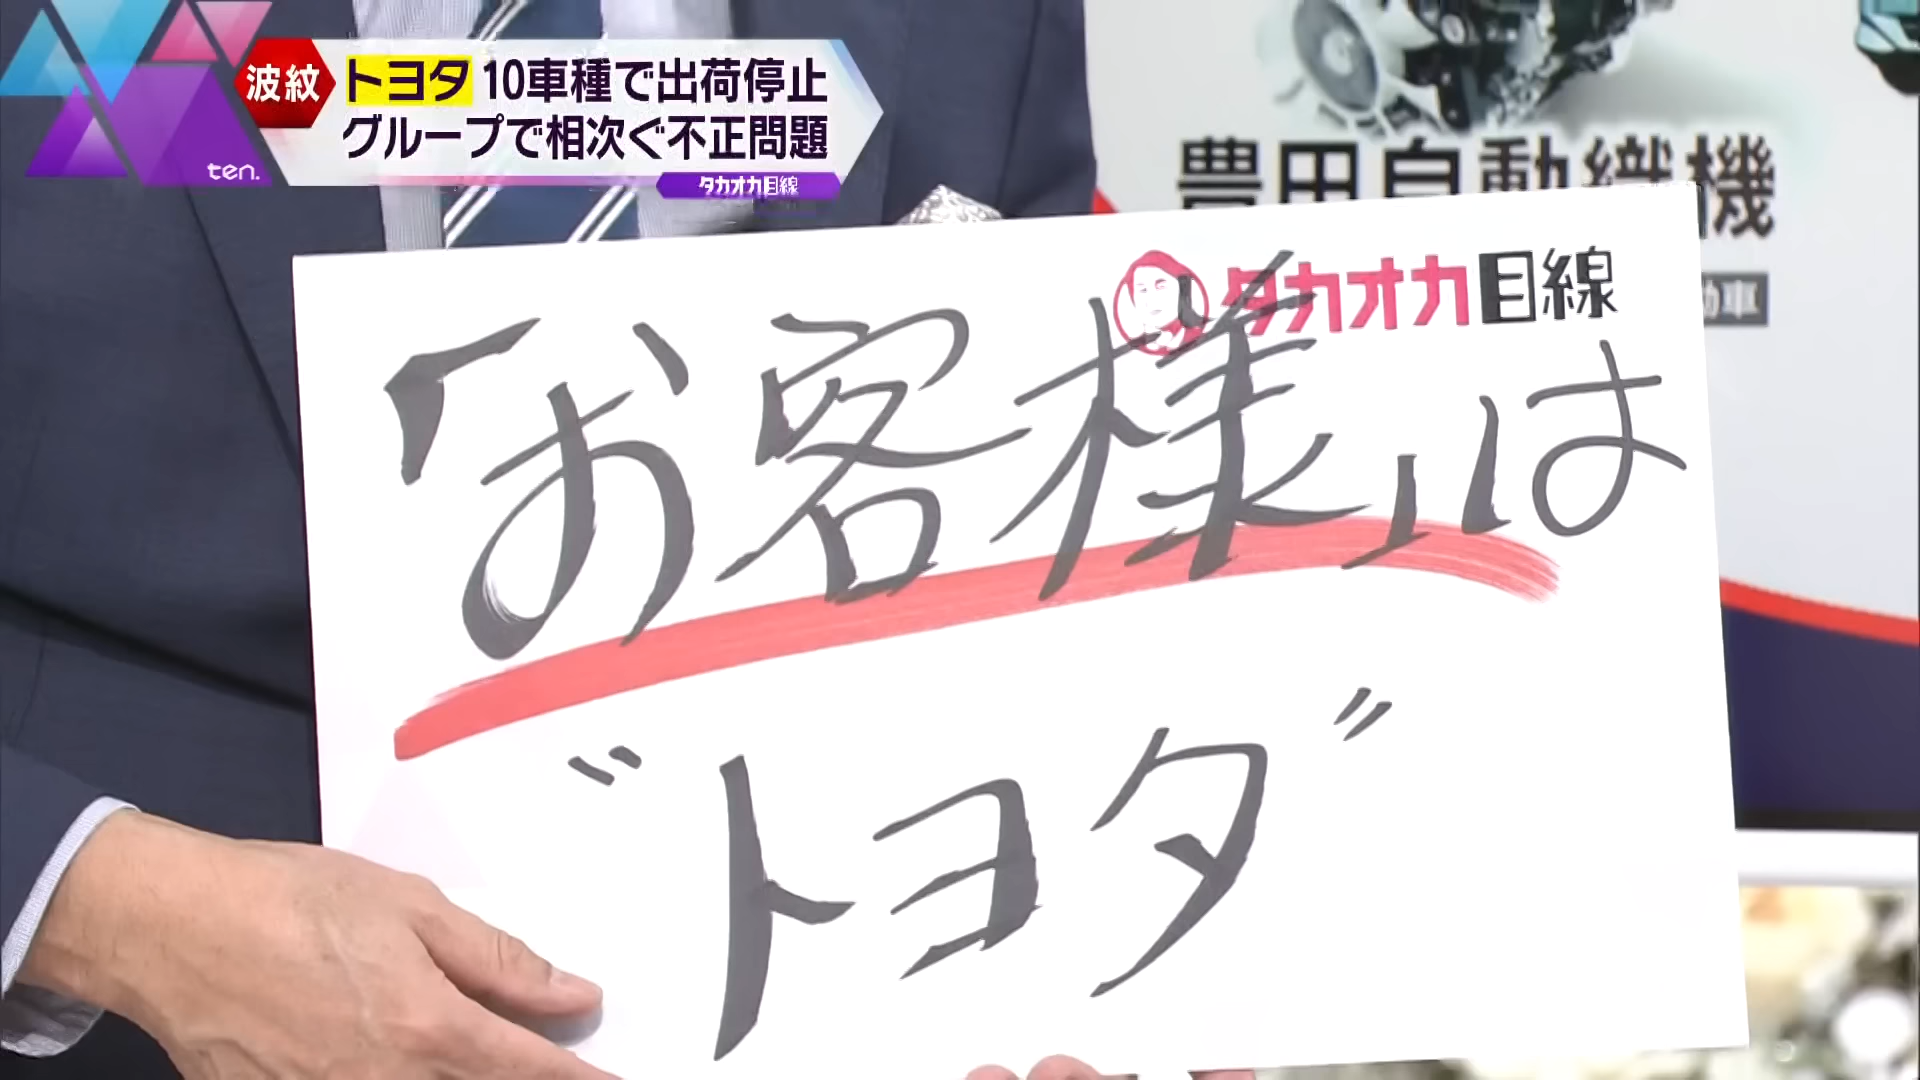 波紋
トヨタ 10車種で出荷停止
グループで相次ぐ不正問題
ten.
タカオカ目線
豊田自動織機
動車
タカオカ目線
「お客様」は
"トヨタ"